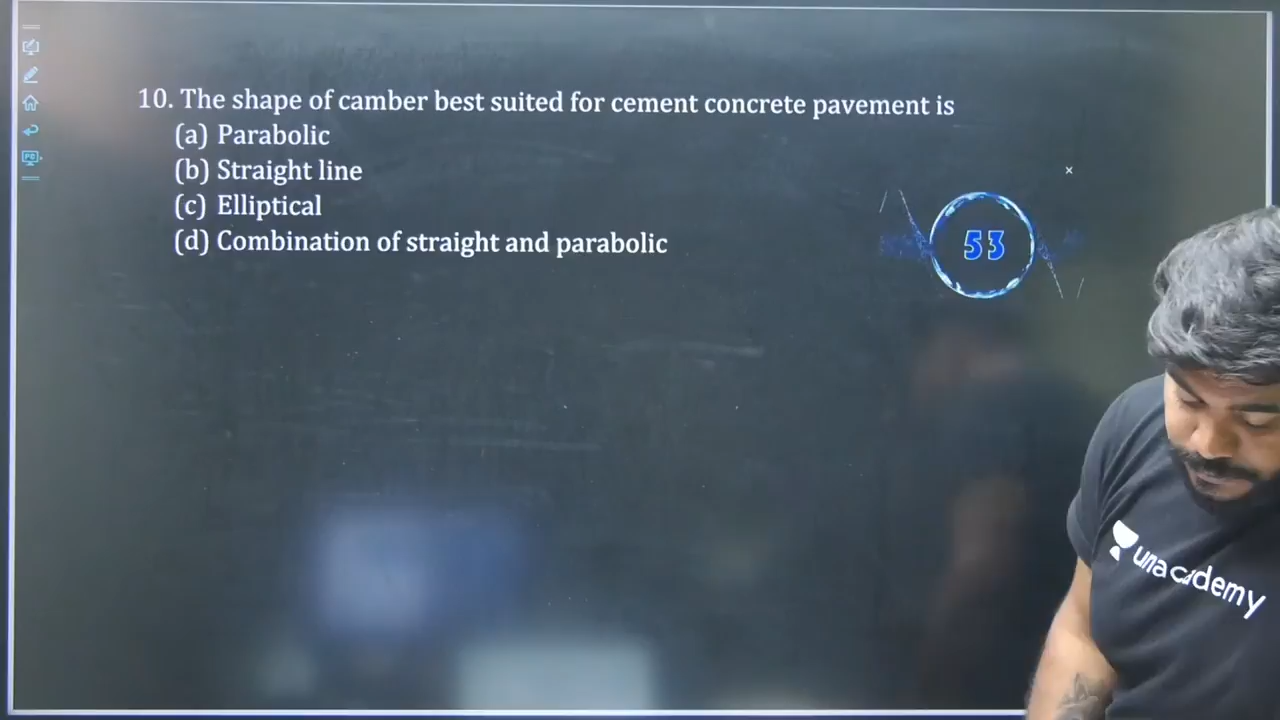 10. The shape of camber best suited for cement concrete pavement is
(a) Parabolic
(b) Straight line
(c) Elliptical
(d) Combination of straight and parabolic
53
unacademy